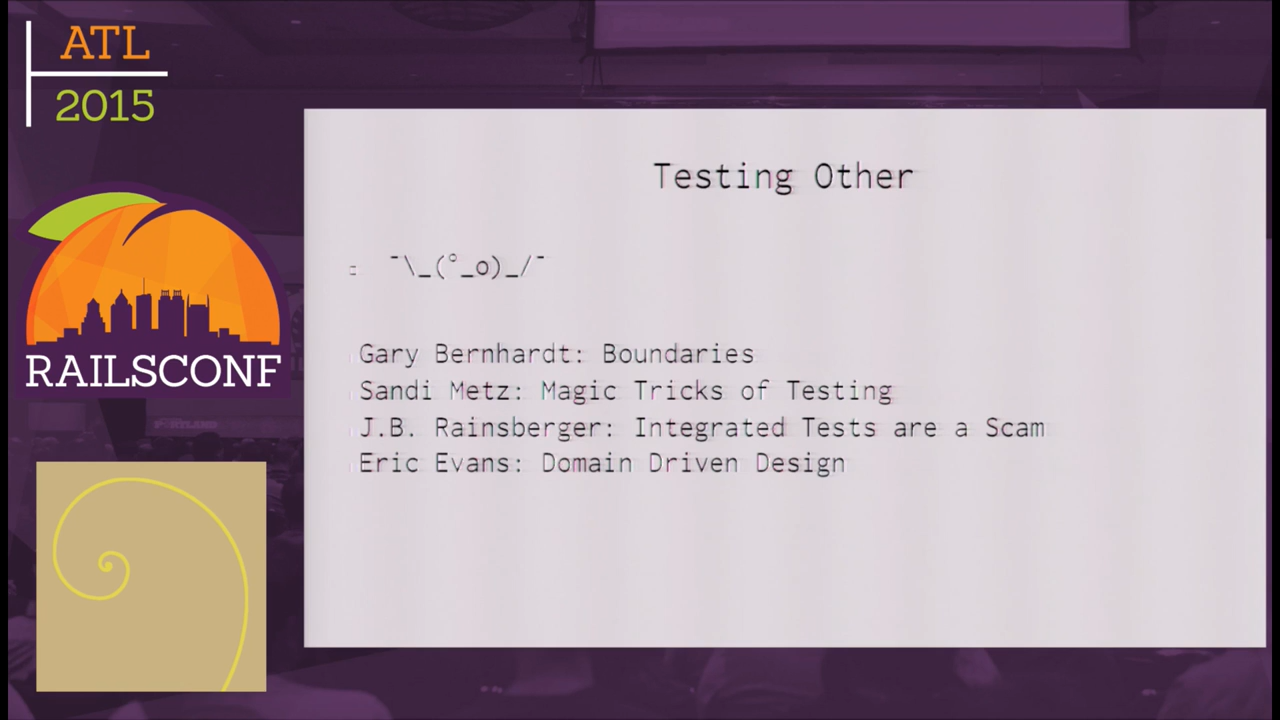 ATL
2015
RAILSCONF
Testing Other
¯\_(°_o)_/¯
Gary Bernhardt: Boundaries
Sandi Metz: Magic Tricks of Testing
J.B. Rainsberger: Integrated Tests are a Scam
Eric Evans: Domain Driven Design
PORTLAND